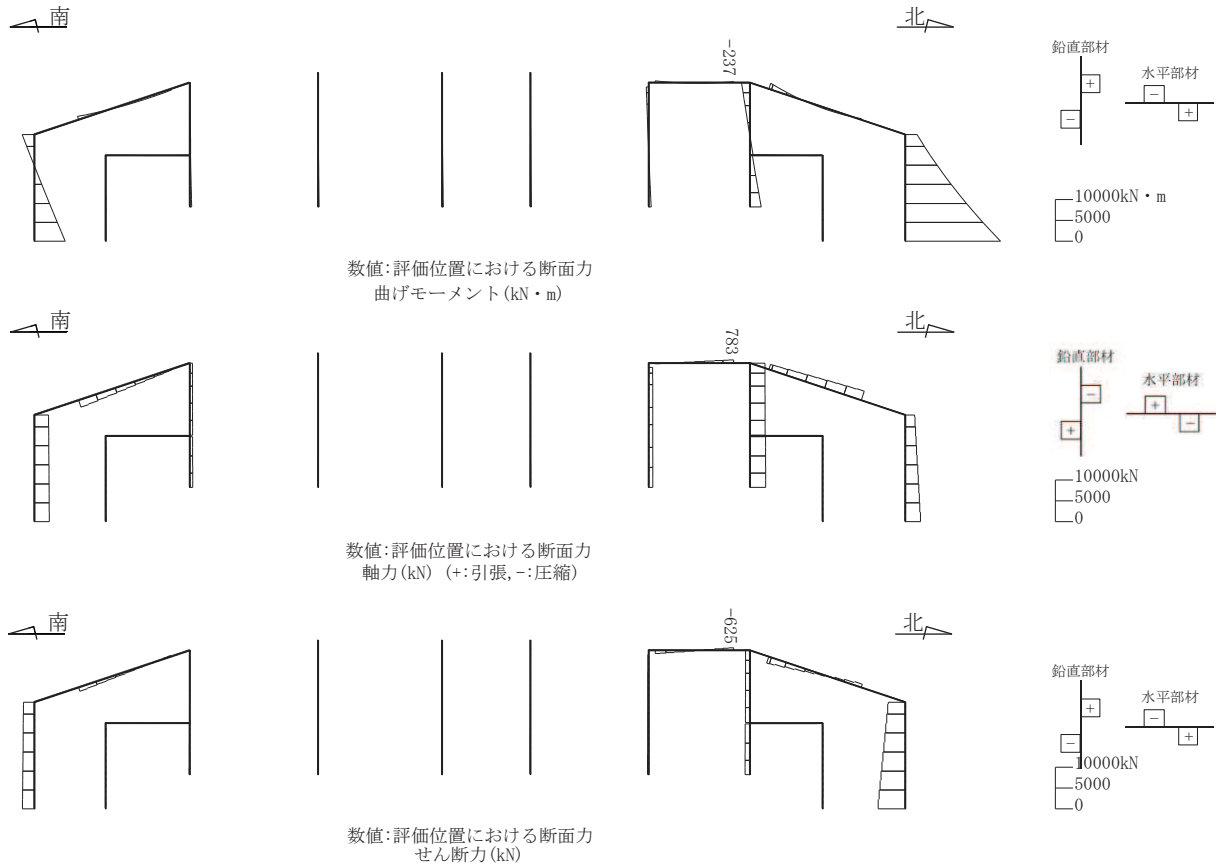 南
北
-237
鉛直部材
水平部材
+
-
-
+
10000kN・m
5000
0
数値:評価位置における断面力
曲げモーメント(kN・m)
南
北
783
鉛直部材
水平部材
-
+
+
-
10000kN
5000
0
数値:評価位置における断面力
軸力(kN) (+:引張,-:圧縮)
南
北
-625
鉛直部材
水平部材
+
-
-
+
10000kN
5000
0
数値:評価位置における断面力
せん断力(kN)